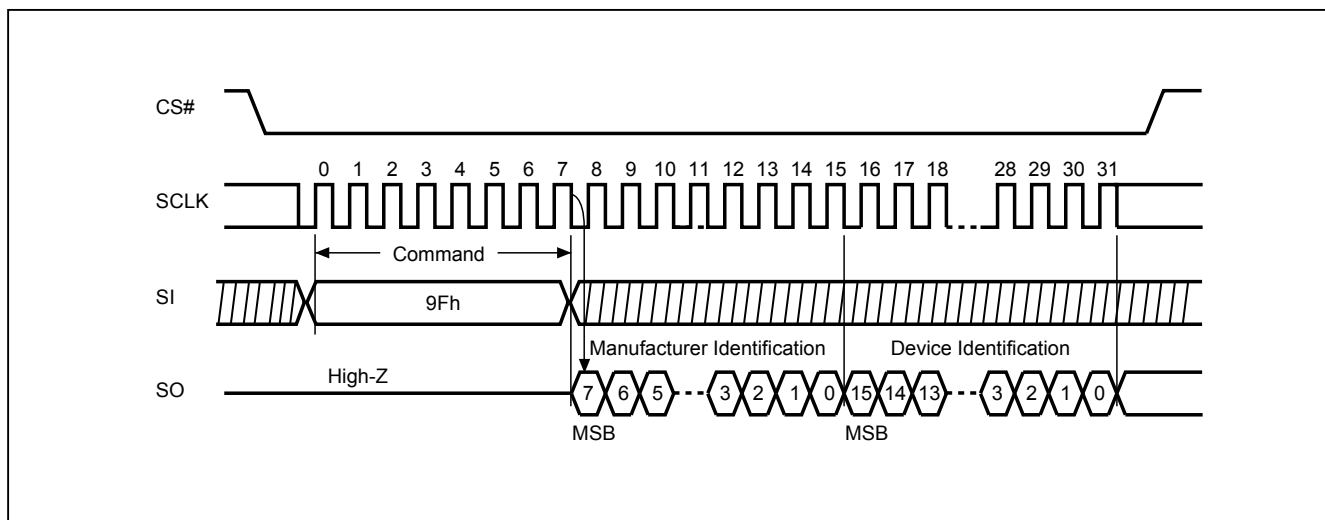 CS#
0 1 2 3 4 5 6 7 8 9 10 11 12 13 14 15 16 17 18 28 29 30 31
SCLK
Command
SI
9Fh
Manufacturer Identification Device Identification
High-Z
SO
7 6 5 3 2 1 0 15 14 13 3 2 1 0
MSB MSB